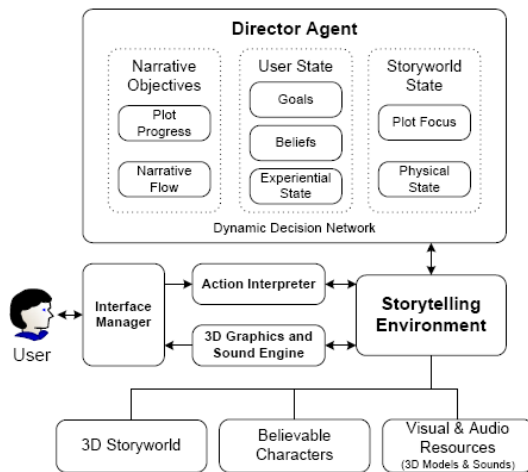 Director Agent
Narrative
Objectives
Plot
Progress
Narrative
Flow
User State
Goals
Beliefs
Experiential
State
Storyworld
State
Plot Focus
Physical
State
Dynamic Decision Network
User
Interface
Manager
Action Interpreter
3D Graphics and
Sound Engine
Storytelling
Environment
3D Storyworld
Believable
Characters
Visual & Audio
Resources
(3D Models & Sounds)